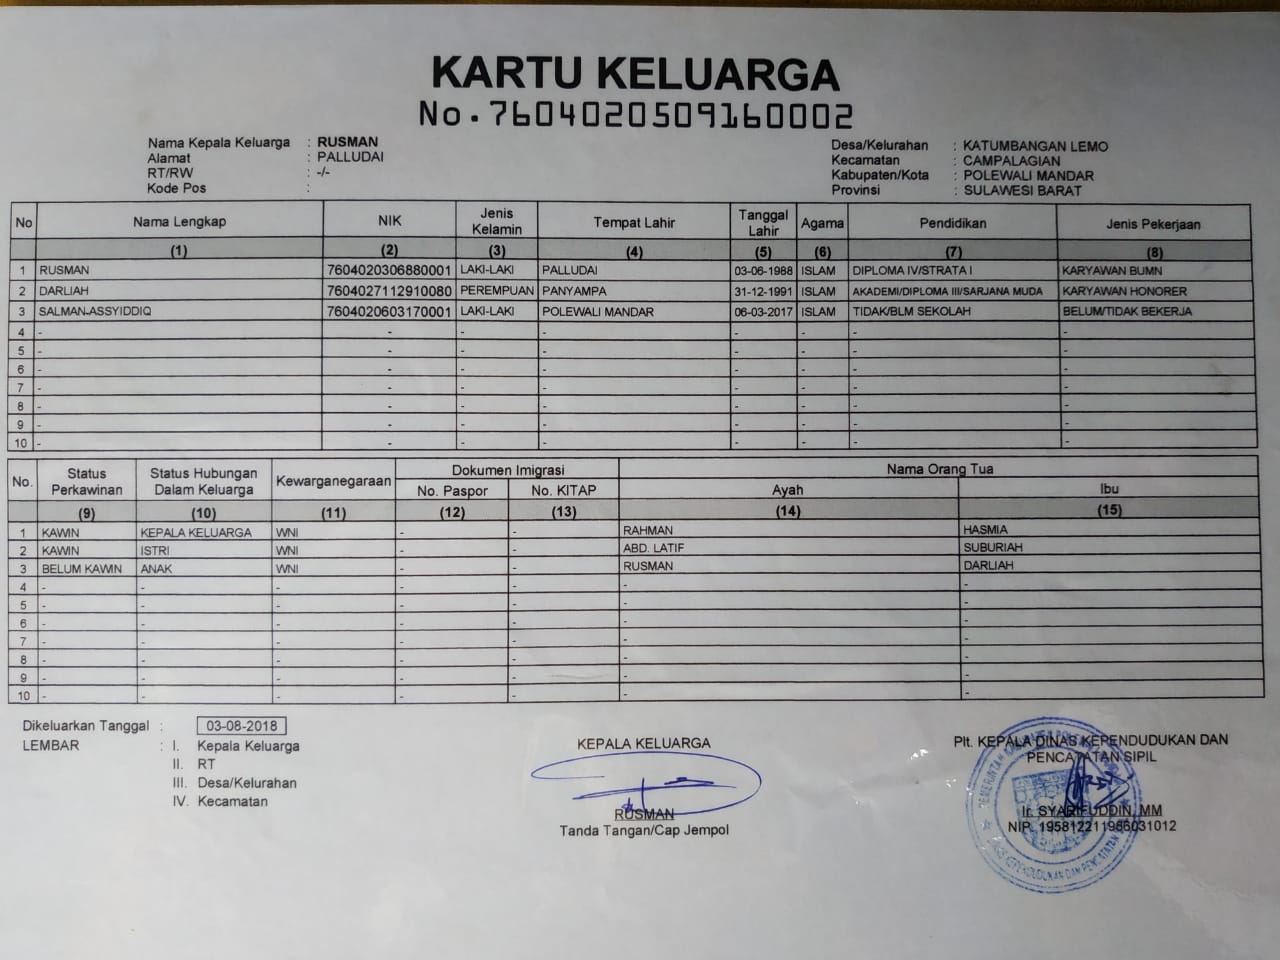 KARTU KELUARGA
No.7604020509160002
Nama Kepala Keluarga : RUSMAN
Alamat : PALLUDAI
RT/RW : -/-
Kode Pos :
Desa/Kelurahan : KATUMBANGAN LEMO
Kecamatan : CAMPALAGIAN
Kabupaten/Kota : POLEWALI MANDAR
Provinsi : SULAWESI BARAT
No Nama Lengkap NIK Jenis Kelamin Tempat Lahir Tanggal Lahir Agama Pendidikan Jenis Pekerjaan
(1) (2) (3) (4) (5) (6) (7) (8)
1 RUSMAN 7604020306880001 LAKI-LAKI PALLUDAI 03-06-1988 ISLAM DIPLOMA IV/STRATA I KARYAWAN BUMN
2 DARLIAH 7604027112910080 PEREMPUAN PANYAMPA 31-12-1991 ISLAM AKADEMI/DIPLOMA III/SARJANA MUDA KARYAWAN HONORER
3 SALMAN-ASSYIDDIQ 7604020603170001 LAKI-LAKI POLEWALI MANDAR 06-03-2017 ISLAM TIDAK/BLM SEKOLAH BELUM/TIDAK BEKERJA
4 - - - - - - - -
5 - - - - - - - -
6 - - - - - - - -
7 - - - - - - - -
8 - - - - - - - -
9 - - - - - - - -
10 - - - - - - - -
No. Status Perkawinan Status Hubungan Dalam Keluarga Kewarganegaraan Dokumen Imigrasi Nama Orang Tua
No. Paspor No. KITAP Ayah Ibu
(9) (10) (11) (12) (13) (14) (15)
1 KAWIN KEPALA KELUARGA WNI - - RAHMAN HASMIA
2 KAWIN ISTRI WNI - - ABD. LATIF SUBURIAH
3 BELUM KAWIN ANAK WNI - - RUSMAN DARLIAH
4 - - - - - - -
5 - - - - - - -
6 - - - - - - -
7 - - - - - - -
8 - - - - - - -
9 - - - - - - -
10 - - - - - - -
Dikeluarkan Tanggal : 03-08-2018
LEMBAR : I. Kepala Keluarga
II. RT
III. Desa/Kelurahan
IV. Kecamatan
KEPALA KELUARGA
RUSMAN
Tanda Tangan/Cap Jempol
Plt. KEPALA DINAS KEPENDUDUKAN DAN
PENCATATAN SIPIL
Ir. SYARIFUDDIN, MM
NIP. 195812211986031012